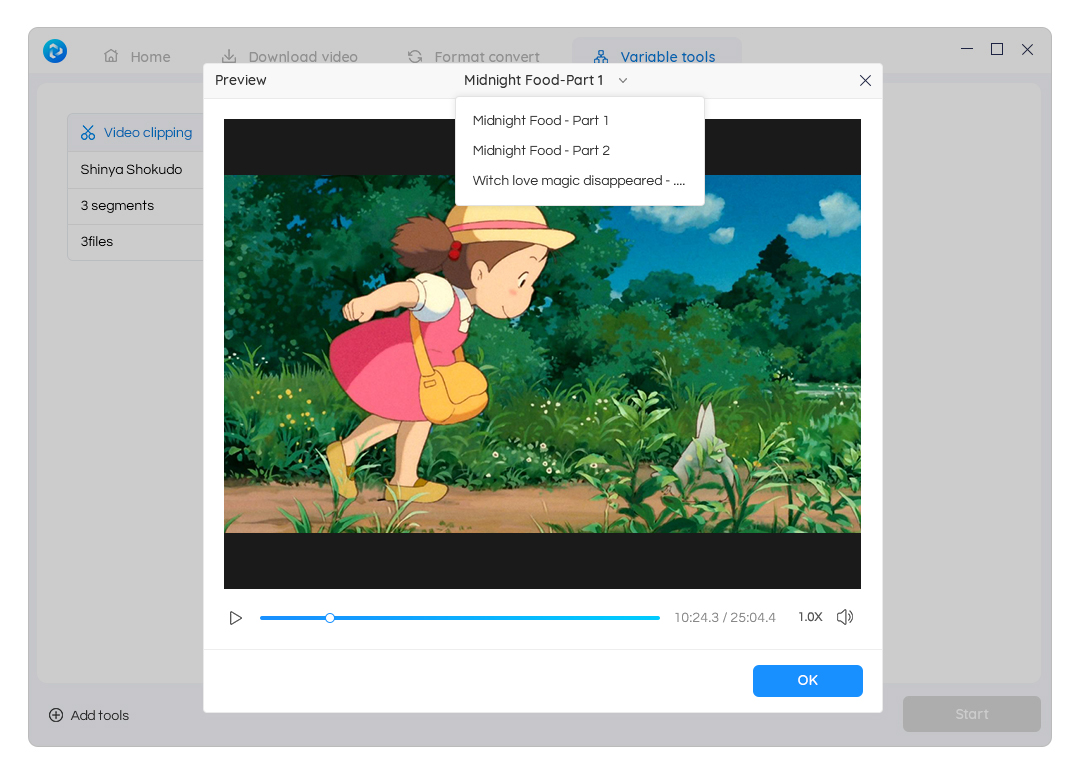 Home
Download video
Format convert
Variable tools
Preview
Midnight Food-Part 1
Midnight Food - Part 1
Midnight Food - Part 2
Witch love magic disappeared - ....
Video clipping
Shinya Shokudo
3 segments
3files
10:24.3 / 25:04.4
1.0X
OK
Add tools
Start